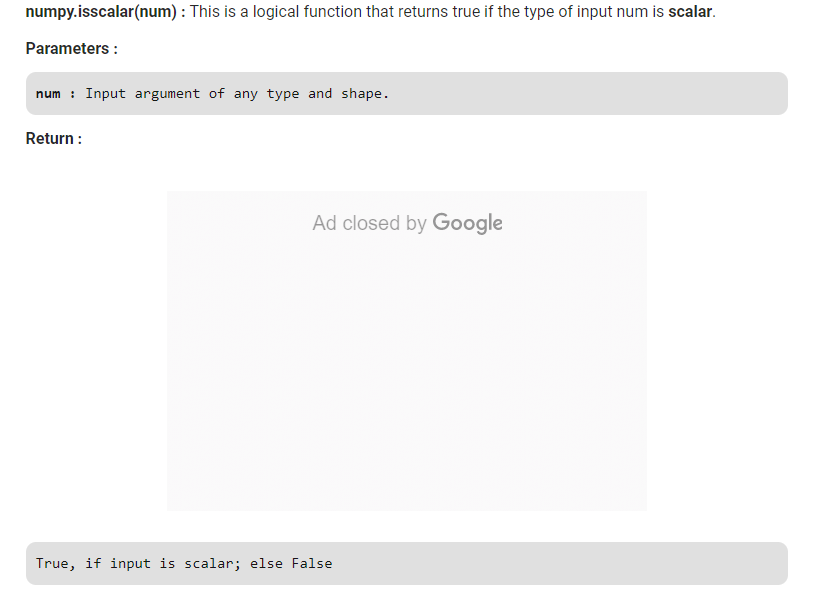 numpy.isscalar(num) : This is a logical function that returns true if the type of input num is scalar.
Parameters :
num : Input argument of any type and shape.
Return :
Ad closed by Google
True, if input is scalar; else False